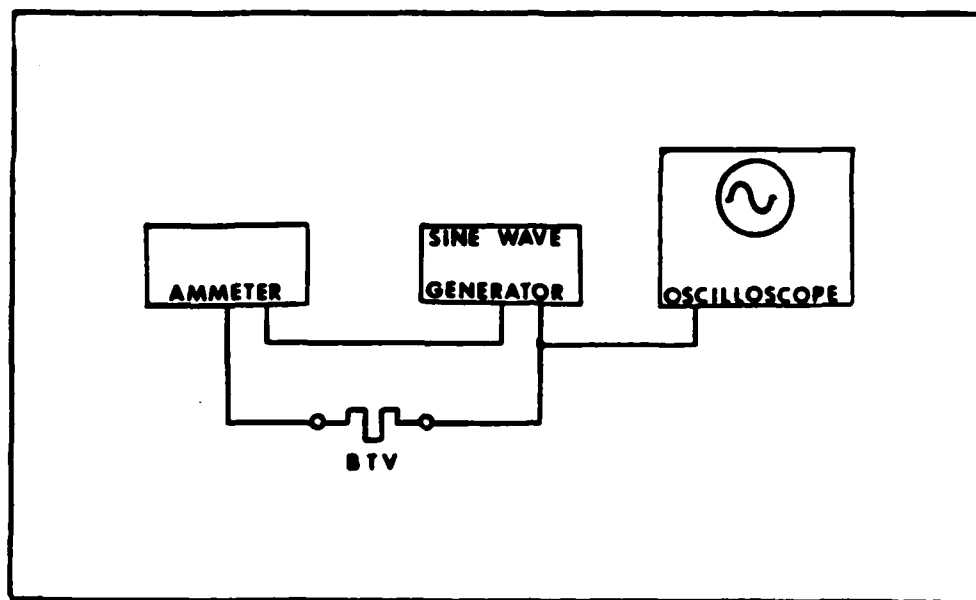 SINE WAVE
GENERATOR
AMMETER
OSCILLOSCOPE
BTV